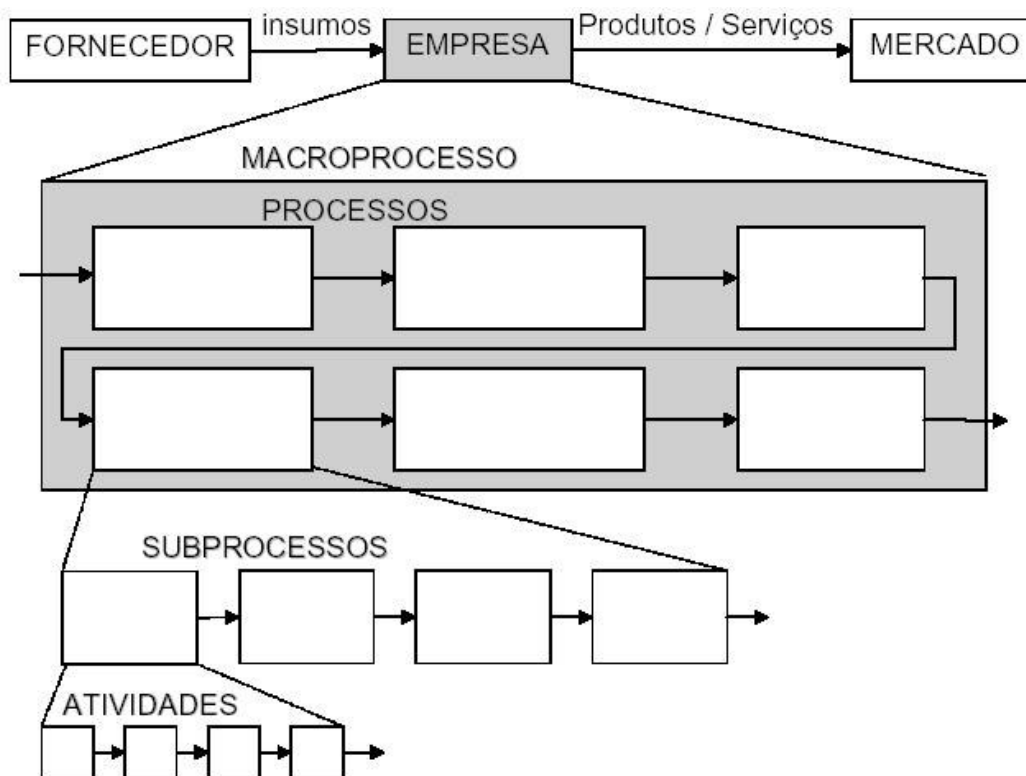 FORNECEDOR insumos EMPRESA Produtos / Serviços MERCADO
MACROPROCESSO
PROCESSOS
SUBPROCESSOS
ATIVIDADES